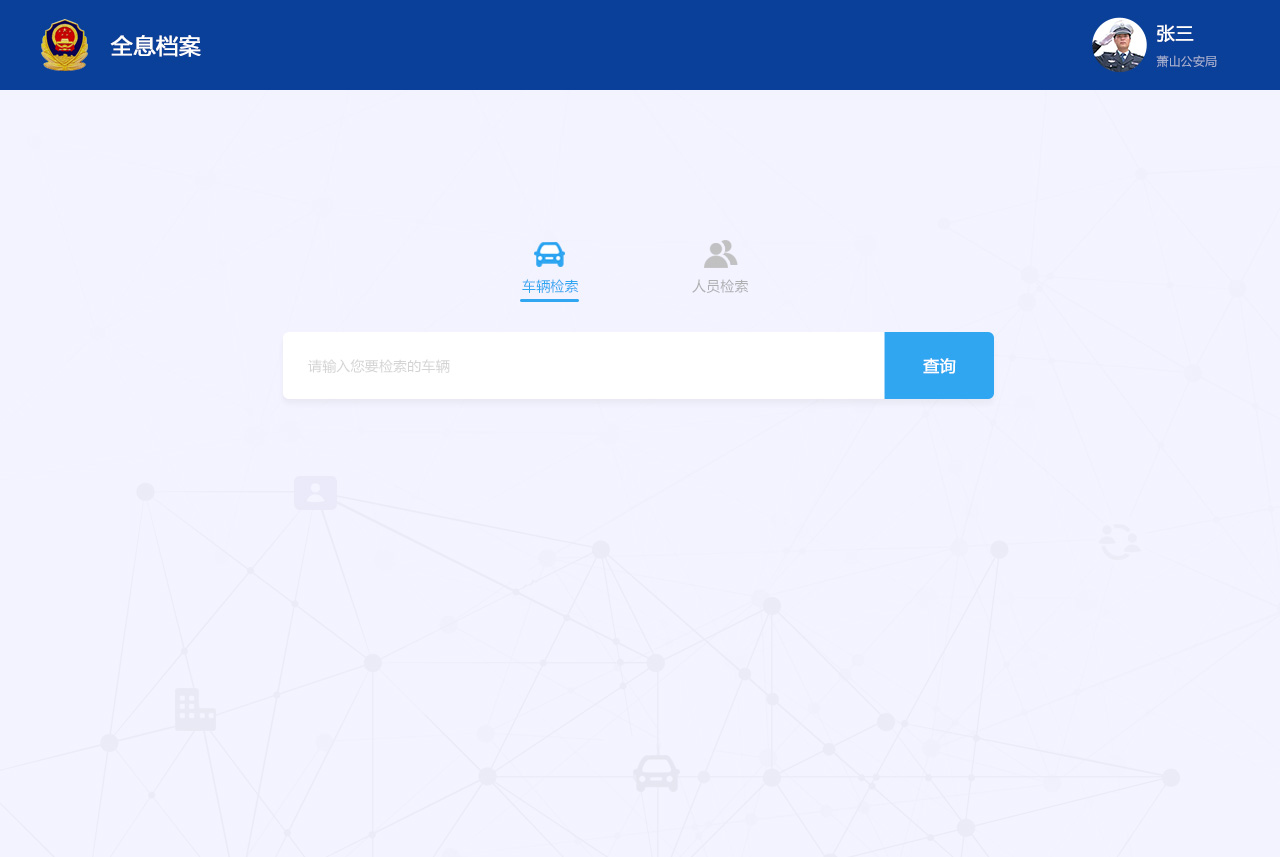 全息档案
张三
萧山公安局
车辆检索
人员检索
请输入您要检索的车辆
查询